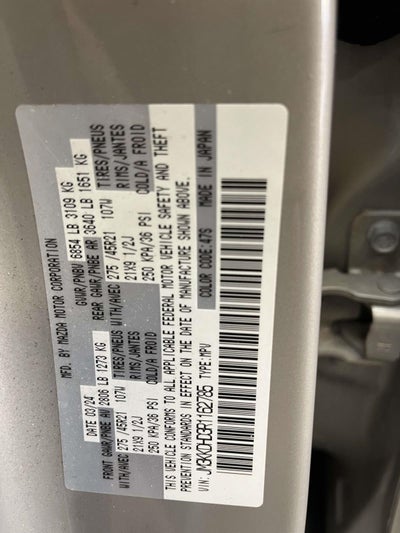 MFD. BY MAZDA MOTOR CORPORATION
DATE 03/24 GVWR/PNBV 6854 LB 3109 KG
FRONT GAWR/PNBE AV 2806 LB 1273 KG REAR GAWR/PNBE AR 3640 LB 1651 KG
TIRES/PNEUS TIRES/PNEUS
WITH/AVEC 275 /45R21 107W WITH/AVEC 275 /45R21 107W
RIMS/JANTES RIMS/JANTES
21X9 1/2J 21X9 1/2J
COLD/A FROID COLD/A FROID
250 KPA/36 PSI 250 KPA/36 PSI
THIS VEHICLE CONFORMS TO ALL APPLICABLE FEDERAL MOTOR VEHICLE SAFETY AND THEFT
PREVENTION STANDARDS IN EFFECT ON THE DATE OF MANUFACTURE SHOWN ABOVE.
TYPE:MPV COLOR CODE:47S MADE IN JAPAN
VIN: JM3KKDHD3R1162785